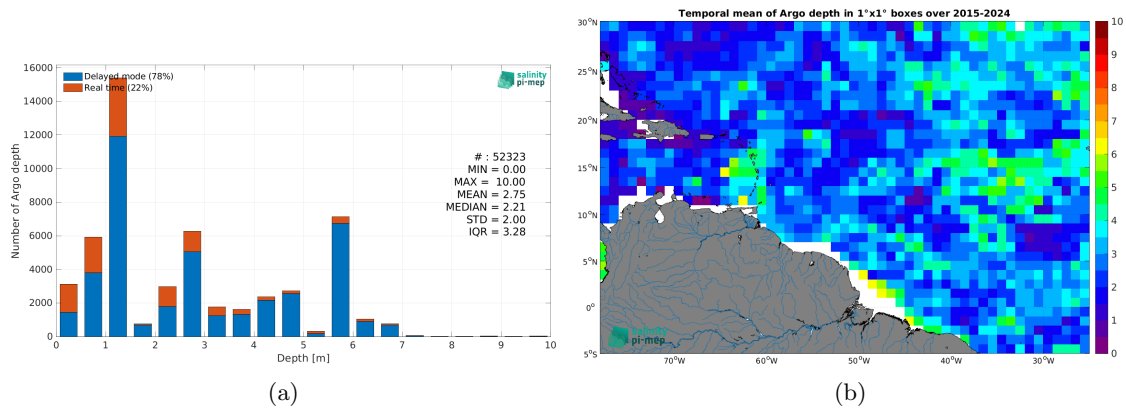 Delayed mode (78%)
Real time (22%)
salinity
pi-mep
16000
14000
12000
10000
8000
6000
4000
2000
0
Number of Argo depth
# : 52323
MIN = 0.00
MAX = 10.00
MEAN = 2.75
MEDIAN = 2.21
STD = 2.00
IQR = 3.28
0 1 2 3 4 5 6 7 8 9 10
Depth [m]
(a)
Temporal mean of Argo depth in 1°x1° boxes over 2015-2024
30°N
25°N
20°N
15°N
10°N
5°N
0°
5°S
70°W 60°W 50°W 40°W 30°W
salinity
pi-mep
10
9
8
7
6
5
4
3
2
1
0
(b)